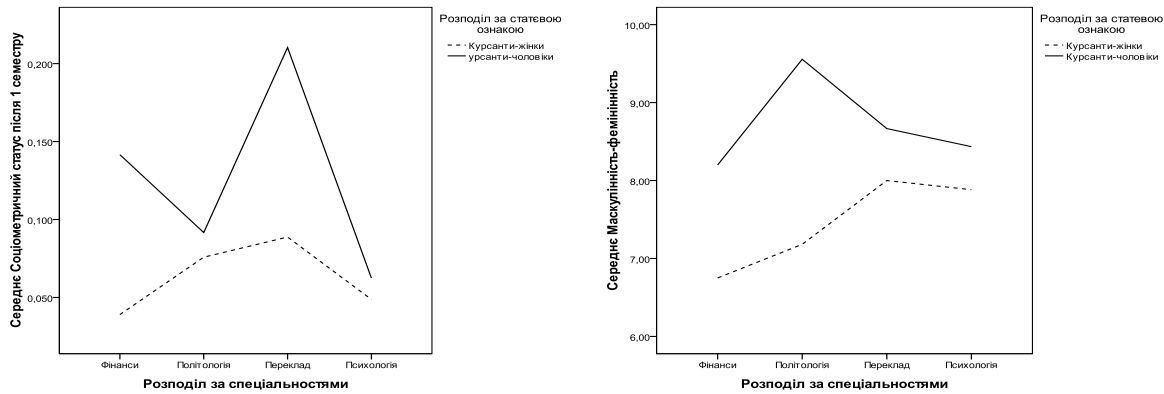 Середнє Соціометричний статус після 1 семестру
0,200
0,150
0,100
0,050
Фінанси Політологія Переклад Психологія
Розподіл за спеціальностями
Розподіл за статєвою
ознакою
Курсанти-жінки
урсанти-чоловіки
Середнє Маскулінність-фемінінність
10,00
9,00
8,00
7,00
6,00
Фінанси Політологія Переклад Психологія
Розподіл за спеціальностями
Розподіл за статевою
ознакою
Курсанти-жінки
Курсанти-чоловіки